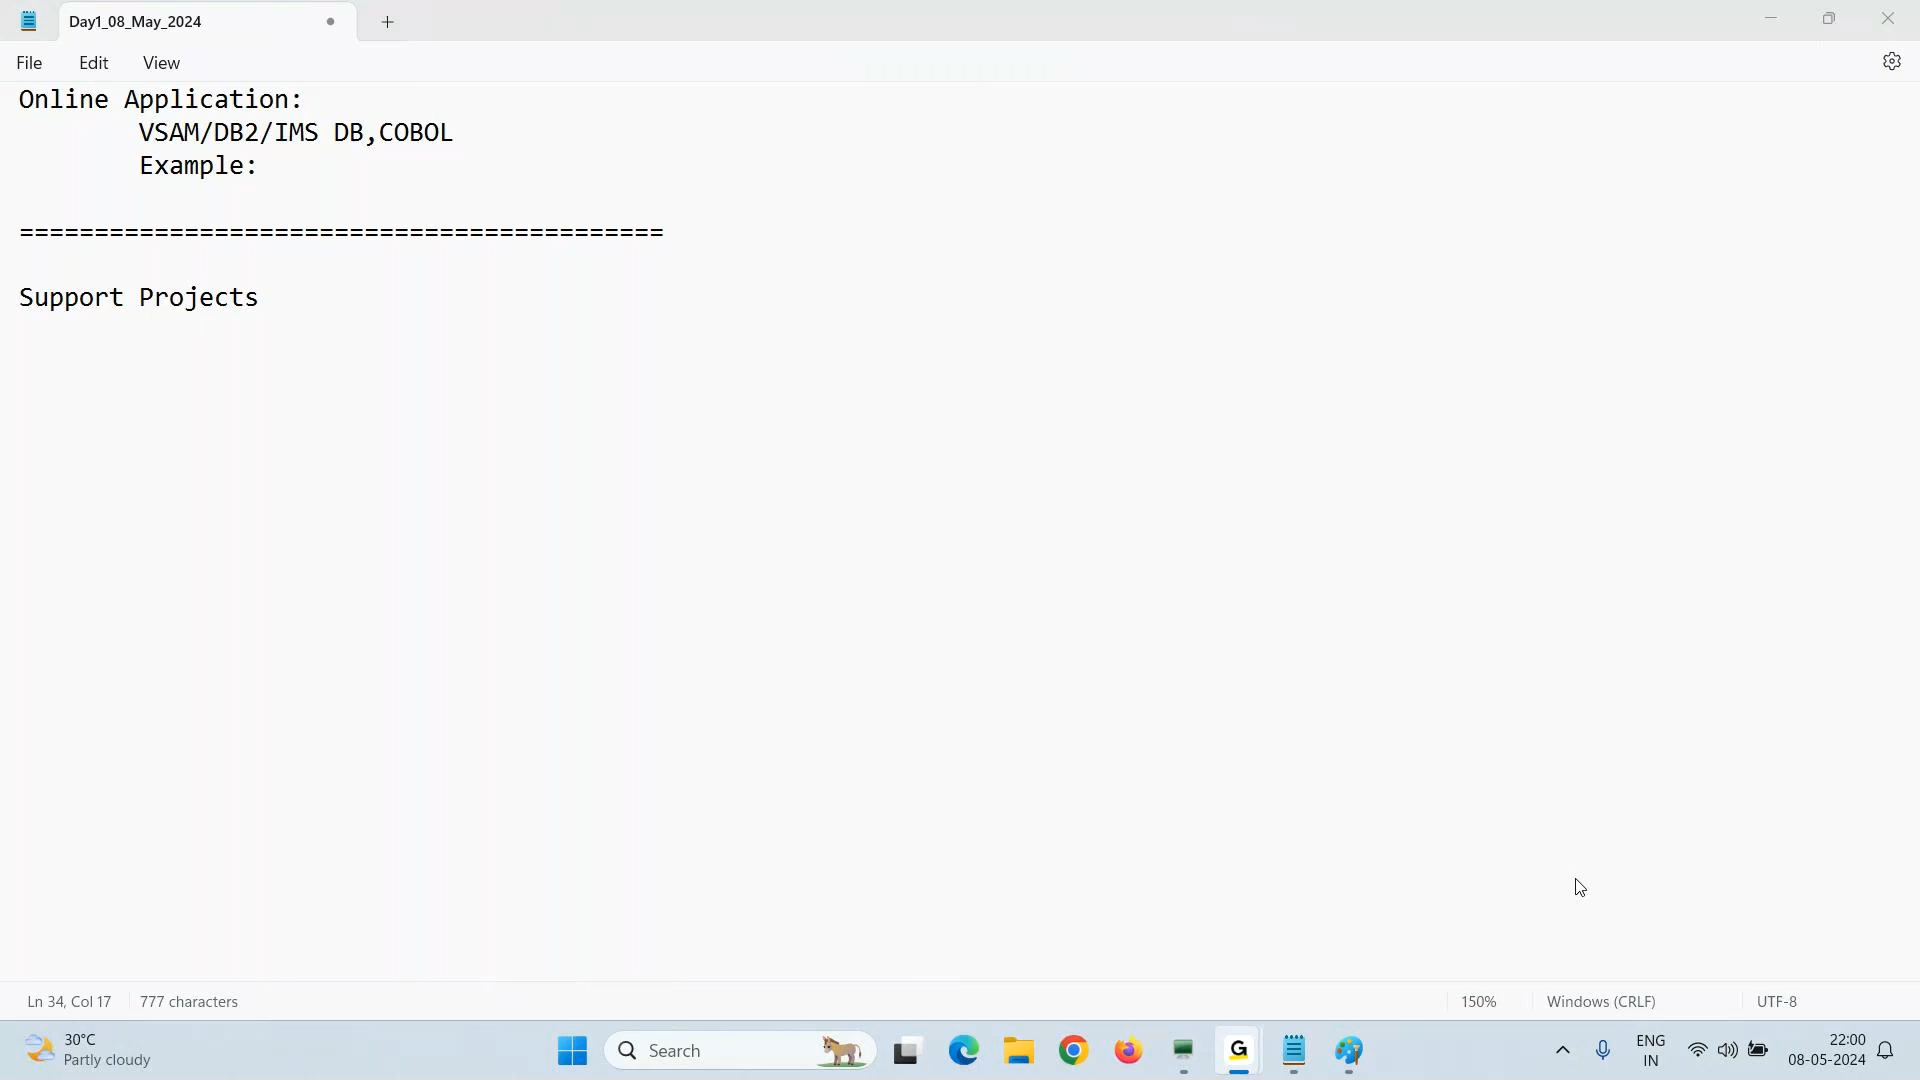 Day1_08_May_2024
File Edit View
Online Application:
VSAM/DB2/IMS DB,COBOL
Example:
===========================================
Support Projects
Ln 34, Col 17 777 characters 150% Windows (CRLF) UTF-8
30°C
Partly cloudy
Search
G
ENG
IN
22:00
08-05-2024